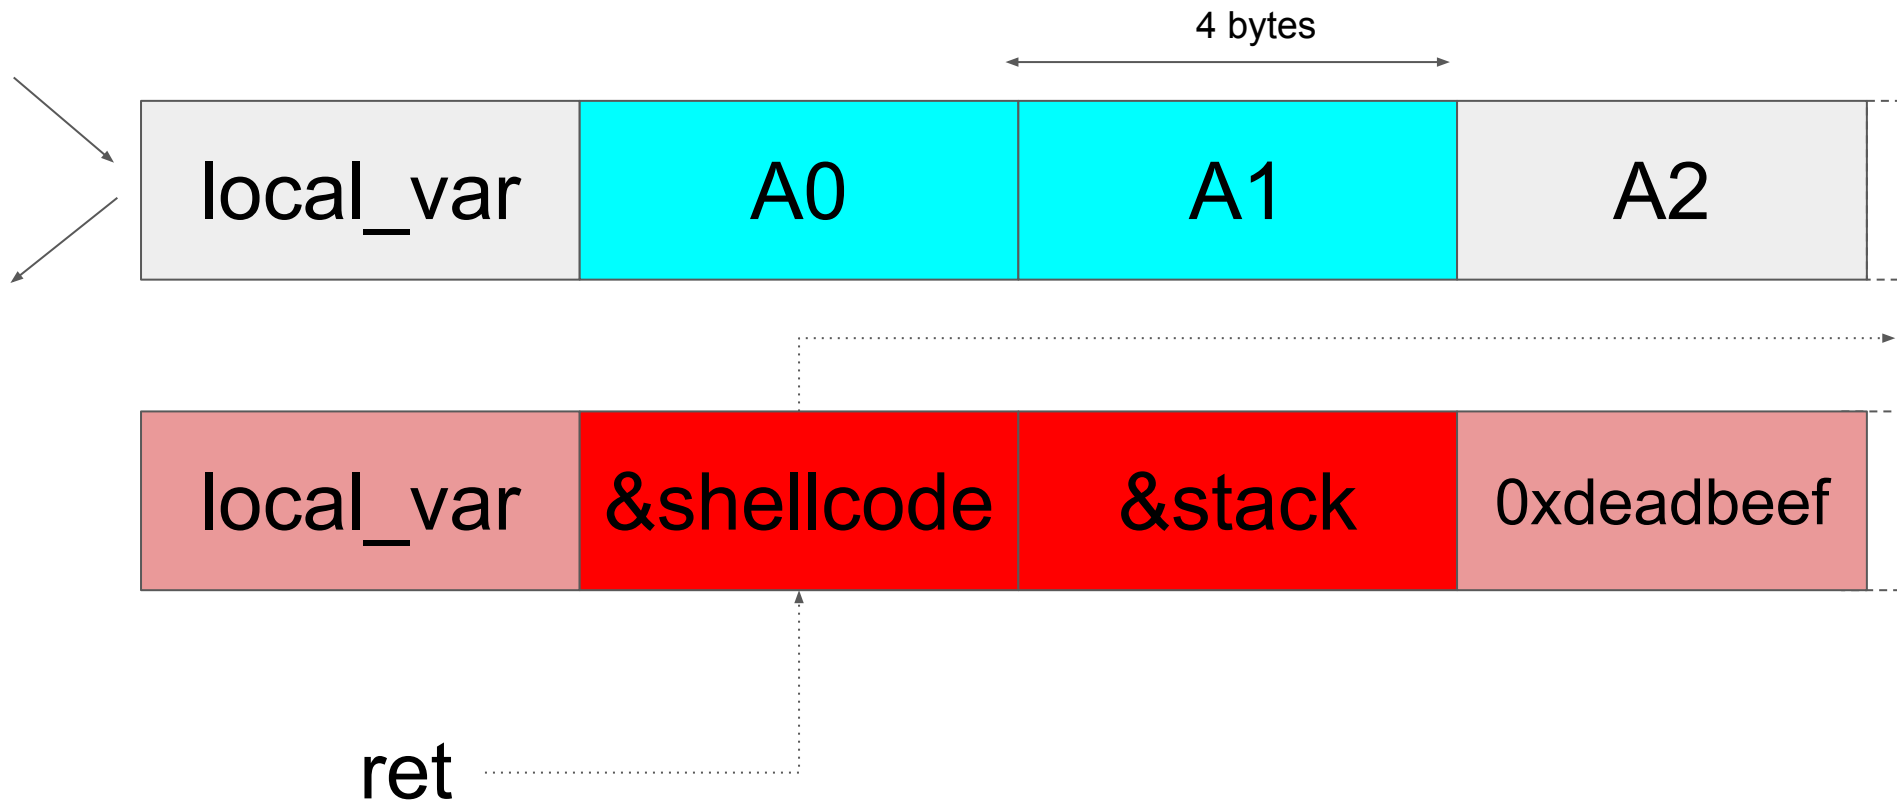 4 bytes
local_var A0 A1 A2
local_var &shellcode &stack 0xdeadbeef
ret